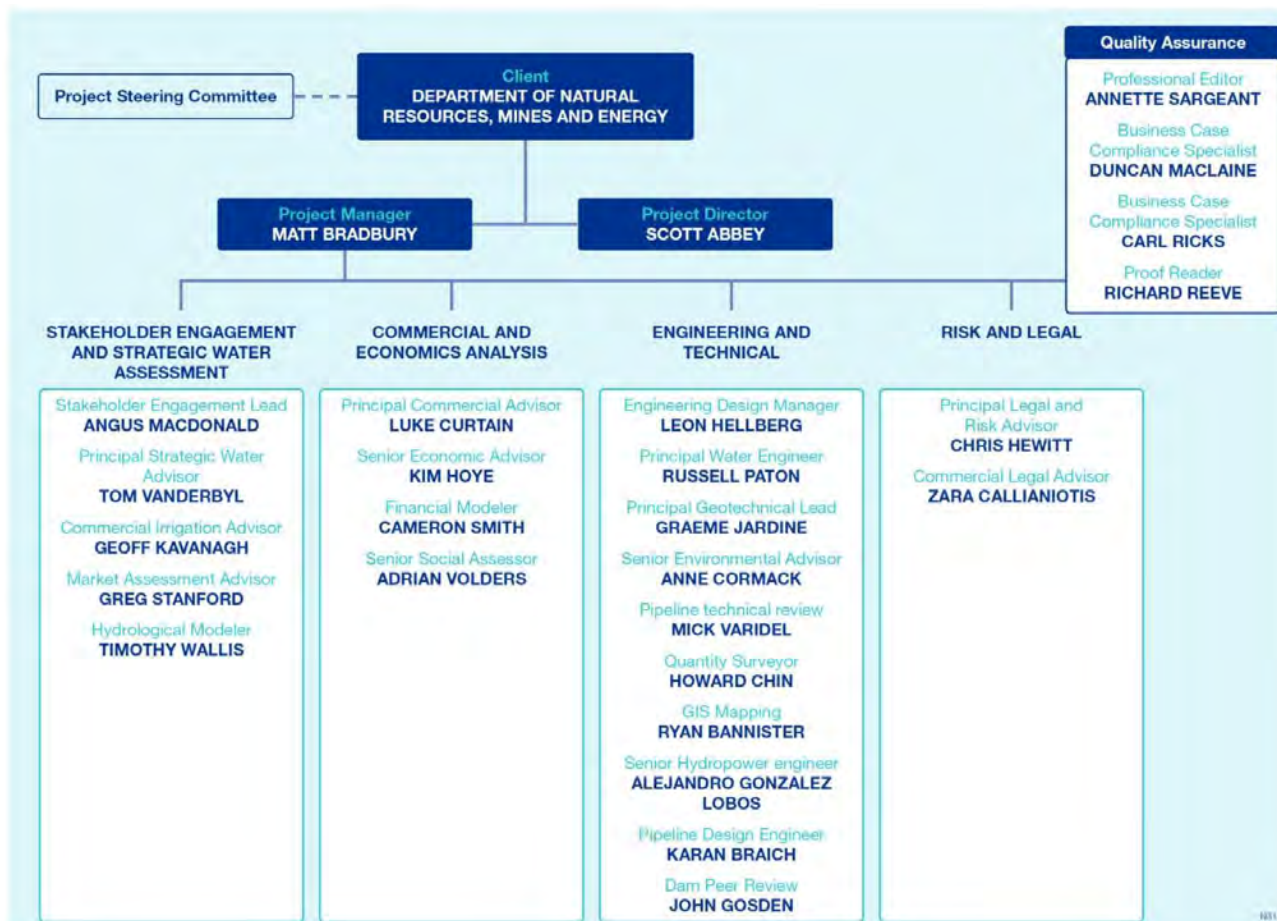 Quality Assurance
Professional Editor
ANNETTE SARGEANT
Business Case
Compliance Specialist
DUNCAN MACLAINE
Business Case
Compliance Specialist
CARL RICKS
Proof Reader
RICHARD REEVE
Project Steering Committee
Client
DEPARTMENT OF NATURAL
RESOURCES, MINES AND ENERGY
Project Manager
MATT BRADBURY
Project Director
SCOTT ABBEY
STAKEHOLDER ENGAGEMENT
AND STRATEGIC WATER
ASSESSMENT
Stakeholder Engagement Lead
ANGUS MACDONALD
Principal Strategic Water
Advisor
TOM VANDERBYL
Commercial Irrigation Advisor
GEOFF KAVANAGH
Market Assessment Advisor
GREG STANFORD
Hydrological Modeler
TIMOTHY WALLIS
COMMERCIAL AND
ECONOMICS ANALYSIS
Principal Commercial Advisor
LUKE CURTAIN
Senior Economic Advisor
KIM HOYE
Financial Modeler
CAMERON SMITH
Senior Social Assessor
ADRIAN VOLDERS
ENGINEERING AND
TECHNICAL
Engineering Design Manager
LEON HELLBERG
Principal Water Engineer
RUSSELL PATON
Principal Geotechnical Lead
GRAEME JARDINE
Senior Environmental Advisor
ANNE CORMACK
Pipeline technical review
MICK VARIDEL
Quantity Surveyor
HOWARD CHIN
GIS Mapping
RYAN BANNISTER
Senior Hydropower engineer
ALEJANDRO GONZALEZ
LOBOS
Pipeline Design Engineer
KARAN BRAICH
Dam Peer Review
JOHN GOSDEN
RISK AND LEGAL
Principal Legal and
Risk Advisor
CHRIS HEWITT
Commercial Legal Advisor
ZARA CALLIANIOTIS